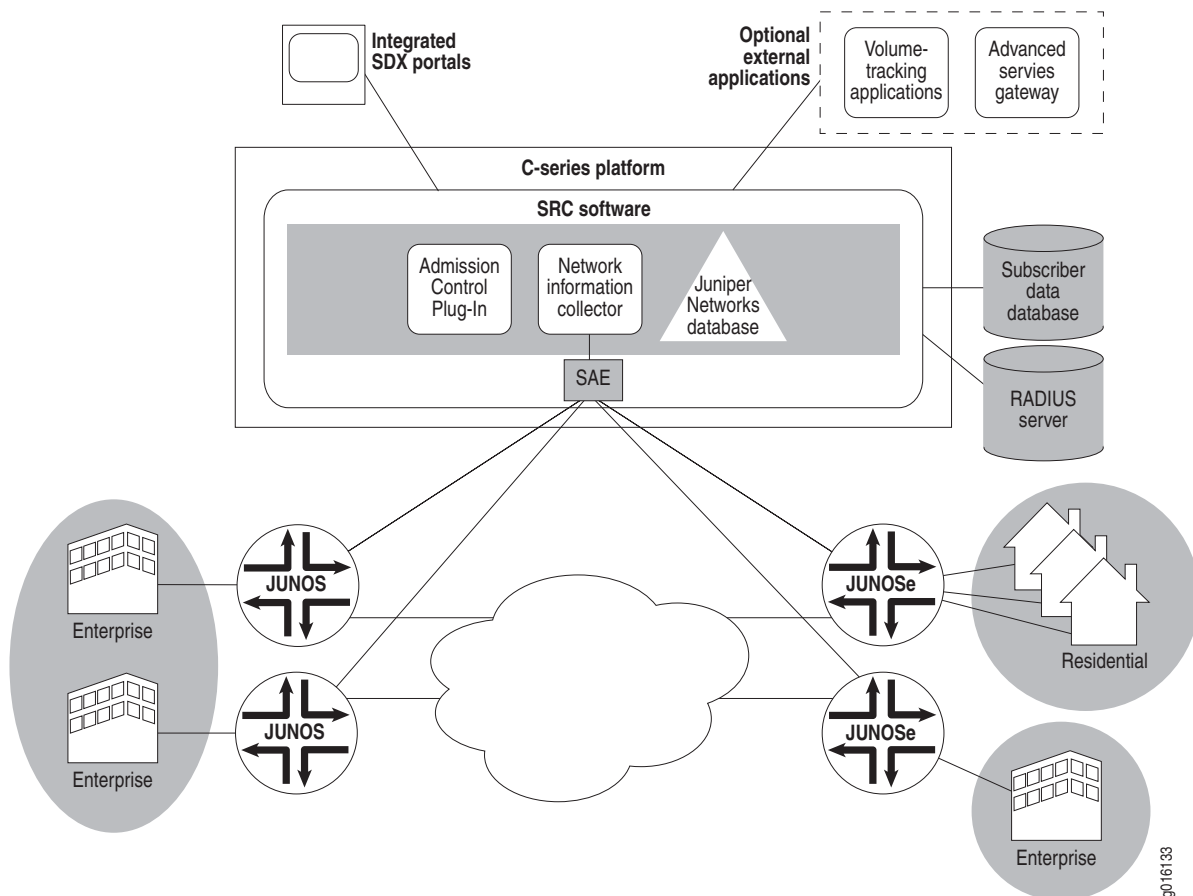 Integrated
SDX portals
Optional
external
applications
Volume-
tracking
applications
Advanced
servies
gateway
C-series platform
SRC software
Admission
Control
Plug-In
Network
information
collector
Juniper
Networks
database
Subscriber
data
database
SAE
RADIUS
server
JUNOS
JUNOSe
Enterprise
Residential
JUNOS
JUNOSe
Enterprise
Enterprise
g016133